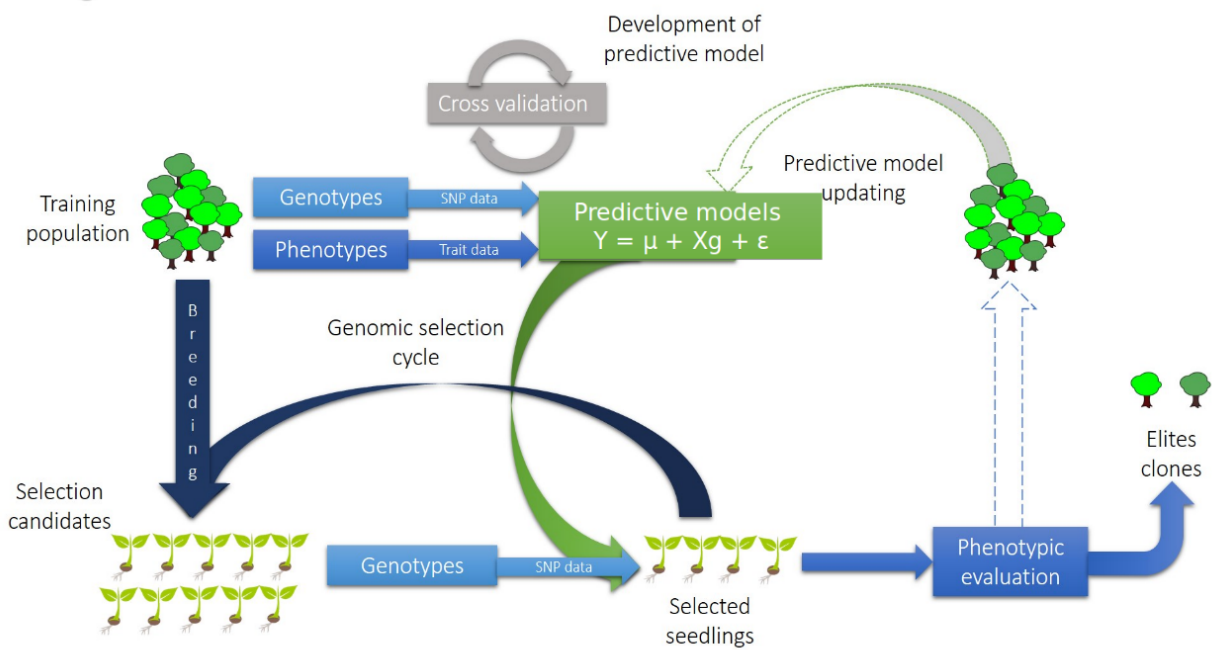 Development of
predictive model
Cross validation
Training
population
Genotypes
SNP data
Phenotypes
Trait data
Predictive models
Y = μ + Xg + ε
Predictive model
updating
Breeding
Genomic selection
cycle
Elites
clones
Selection
candidates
Genotypes
SNP data
Selected
seedlings
Phenotypic
evaluation